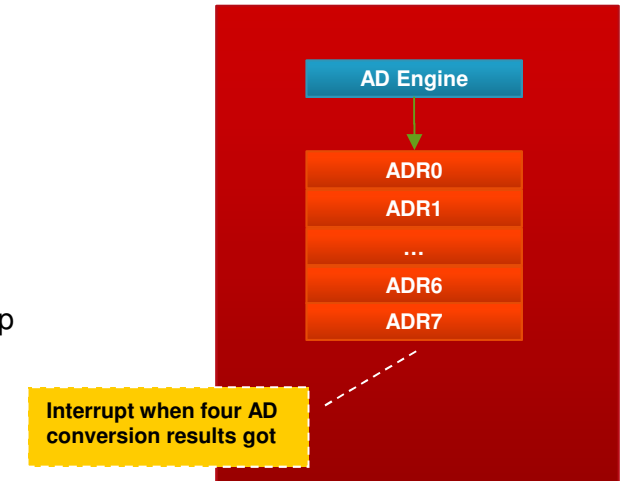 AD Engine
ADR0
ADR1
...
ADR6
ADR7
p
Interrupt when four AD
conversion results got